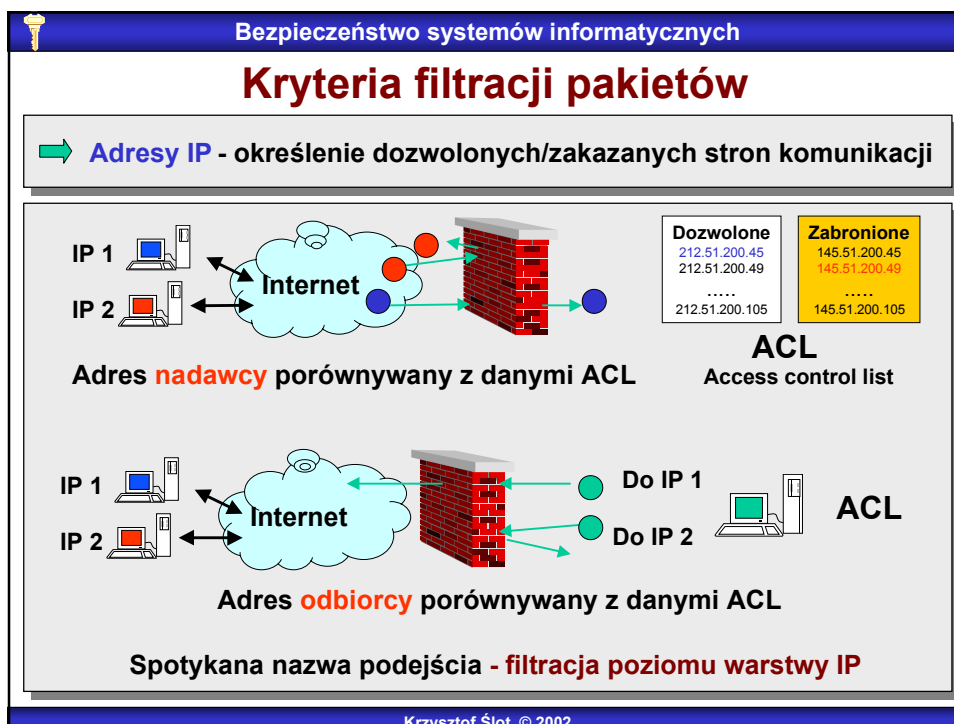 Bezpieczeństwo systemów informatycznych
Kryteria filtracji pakietów
Adresy IP - określenie dozwolonych/zakazanych stron komunikacji
IP 1
IP 2
Internet
Dozwolone
212.51.200.45
212.51.200.49
.....
212.51.200.105
Zabronione
145.51.200.45
145.51.200.49
.....
145.51.200.105
ACL
Access control list
Adres nadawcy porównywany z danymi ACL
IP 1
IP 2
Internet
Do IP 1
Do IP 2
ACL
Adres odbiorcy porównywany z danymi ACL
Spotykana nazwa podejścia - filtracja poziomu warstwy IP
Krzysztof Ślot, © 2002